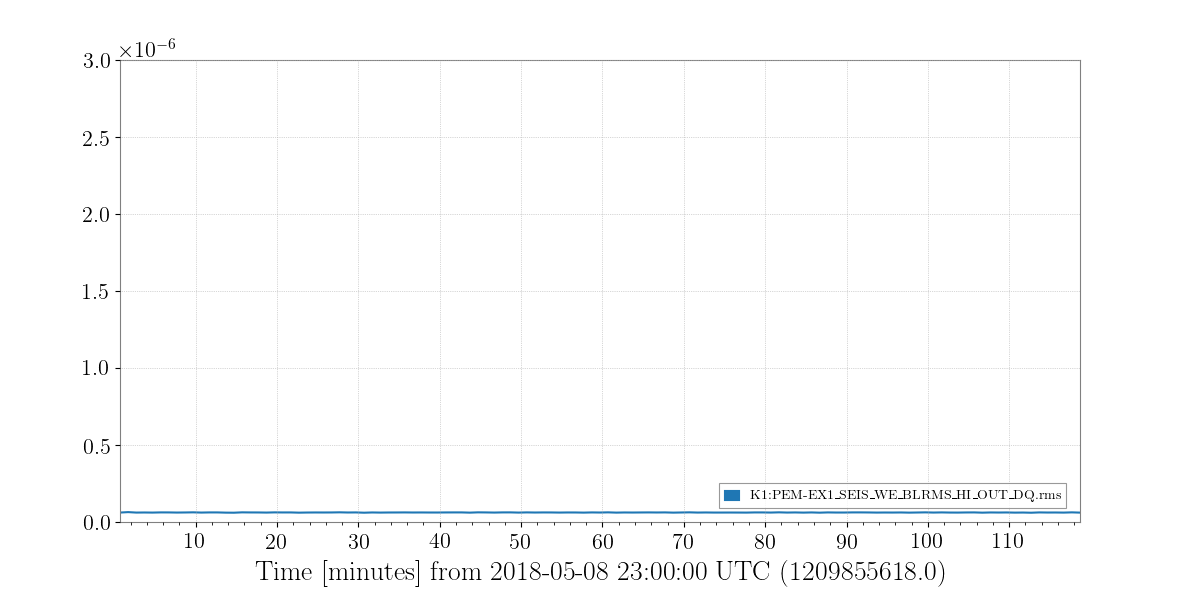 ×10⁻⁶
3.0
2.5
2.0
1.5
1.0
0.5
0.0
K1:PEM-EX1_SEIS_WE_BLRMS_HI_OUT_DQ.rms
10 20 30 40 50 60 70 80 90 100 110
Time [minutes] from 2018-05-08 23:00:00 UTC (1209855618.0)